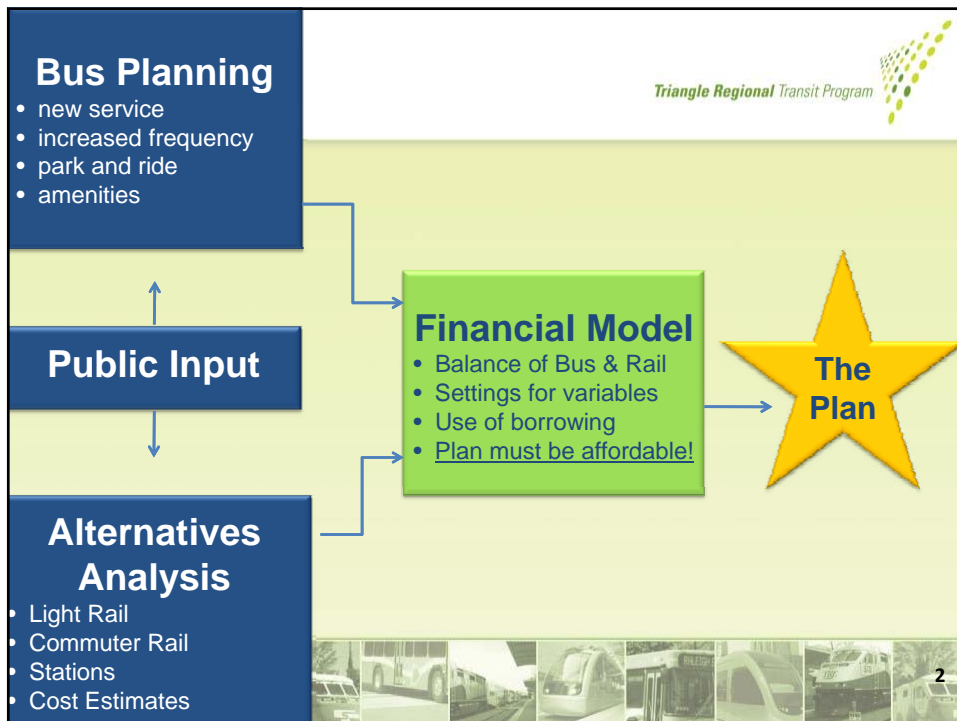 Bus Planning
• new service
• increased frequency
• park and ride
• amenities
Triangle Regional Transit Program
Public Input
Financial Model
• Balance of Bus & Rail
• Settings for variables
• Use of borrowing
• Plan must be affordable!
The
Plan
Alternatives
Analysis
• Light Rail
• Commuter Rail
• Stations
• Cost Estimates
RALEIGH
2